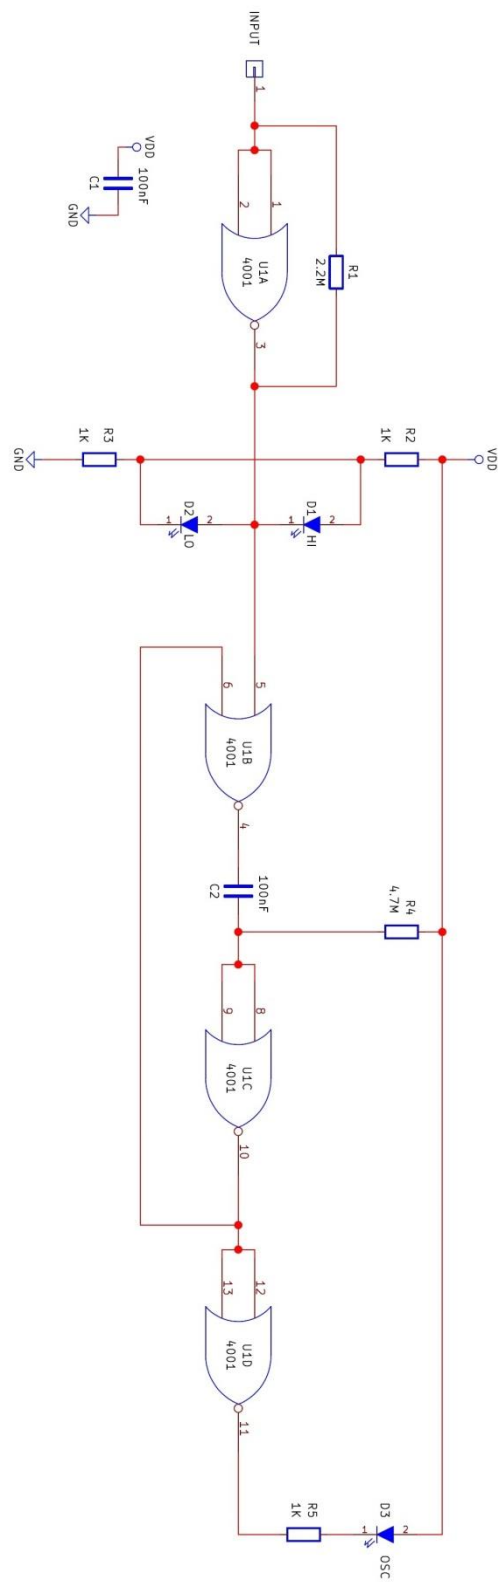 INPUT
1
VDD
100nF
C1
GND
R1
2.2M
1
2
U1A
4001
3
VDD
R2
1K
D1
HI
1
2
D2
LO
1
2
R3
1K
GND
5
6
U1B
4001
4
100nF
C2
R4
4.7M
8
9
U1C
4001
10
12
13
U1D
4001
11
R5
1K
D3
OSC
1
2